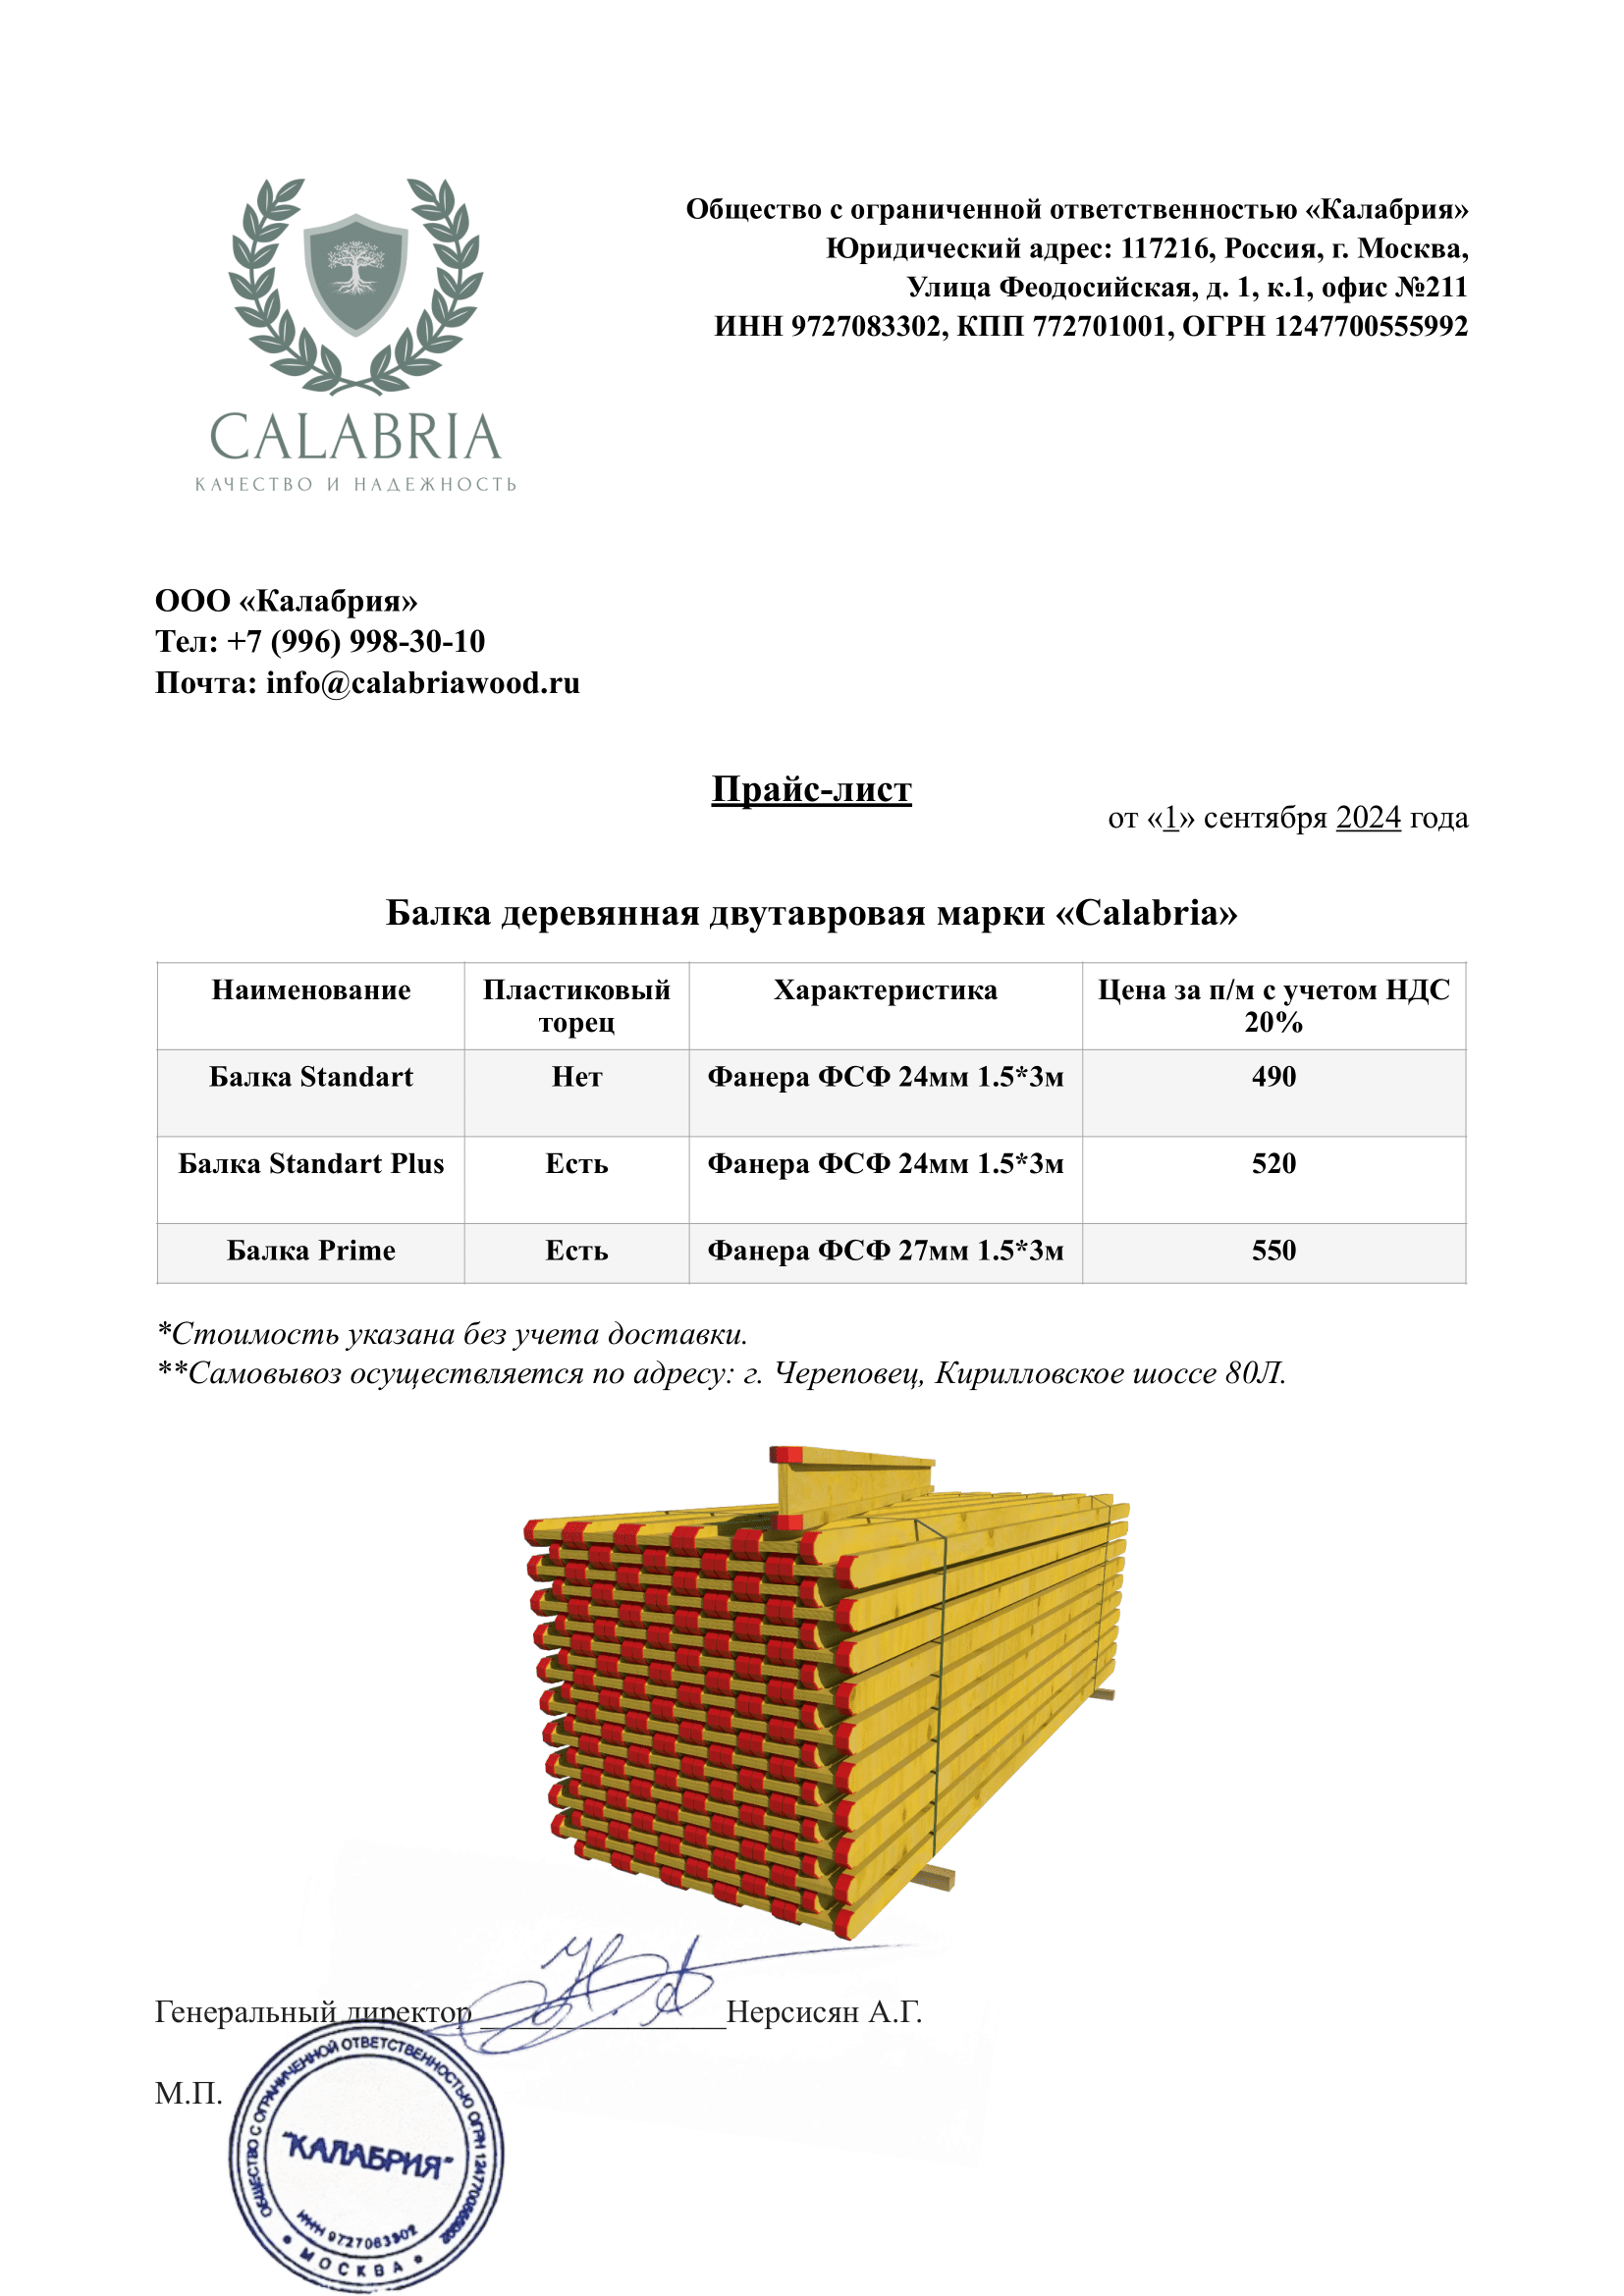 CALABRIA
КАЧЕСТВО И НАДЕЖНОСТЬ
Общество с ограниченной ответственностью «Калабрия»
Юридический адрес: 117216, Россия, г. Москва,
Улица Феодосийская, д. 1, к.1, офис №211
ИНН 9727083302, КПП 772701001, ОГРН 1247700555992
ООО «Калабрия»
Тел: +7 (996) 998-30-10
Почта: info@calabriawood.ru
Прайс-лист
от «1» сентября 2024 года
Балка деревянная двутавровая марки «Calabria»
Наименование Пластиковый торец Характеристика Цена за п/м с учетом НДС 20%
Балка Standart Нет Фанера ФСФ 24мм 1.5*3м 490
Балка Standart Plus Есть Фанера ФСФ 24мм 1.5*3м 520
Балка Prime Есть Фанера ФСФ 27мм 1.5*3м 550
*Стоимость указана без учета доставки.
**Самовывоз осуществляется по адресу: г. Череповец, Кирилловское шоссе 80Л.
Генеральный директор_______________Нерсисян А.Г.
М.П.
ОБЩЕСТВО С ОГРАНИЧЕННОЙ ОТВЕТСТВЕННОСТЬЮ ОГРН 1247700555992
"КАЛАБРИЯ"
ИНН 9727083302
МОСКВА